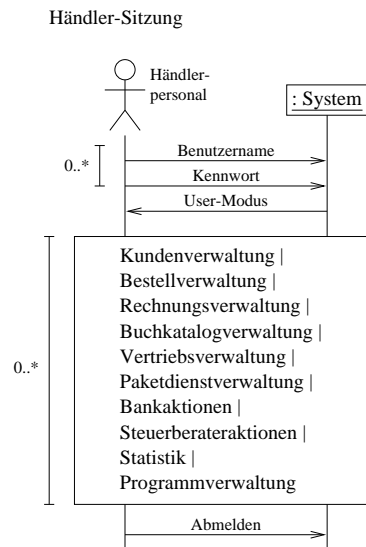 Händler-Sitzung
Händler-
personal
: System
Benutzername
0..*
Kennwort
User-Modus
Kundenverwaltung |
Bestellverwaltung |
Rechnungsverwaltung |
Buchkatalogverwaltung |
Vertriebsverwaltung |
0..*
Paketdienstverwaltung |
Bankaktionen |
Steuerberateraktionen |
Statistik |
Programmverwaltung
Abmelden